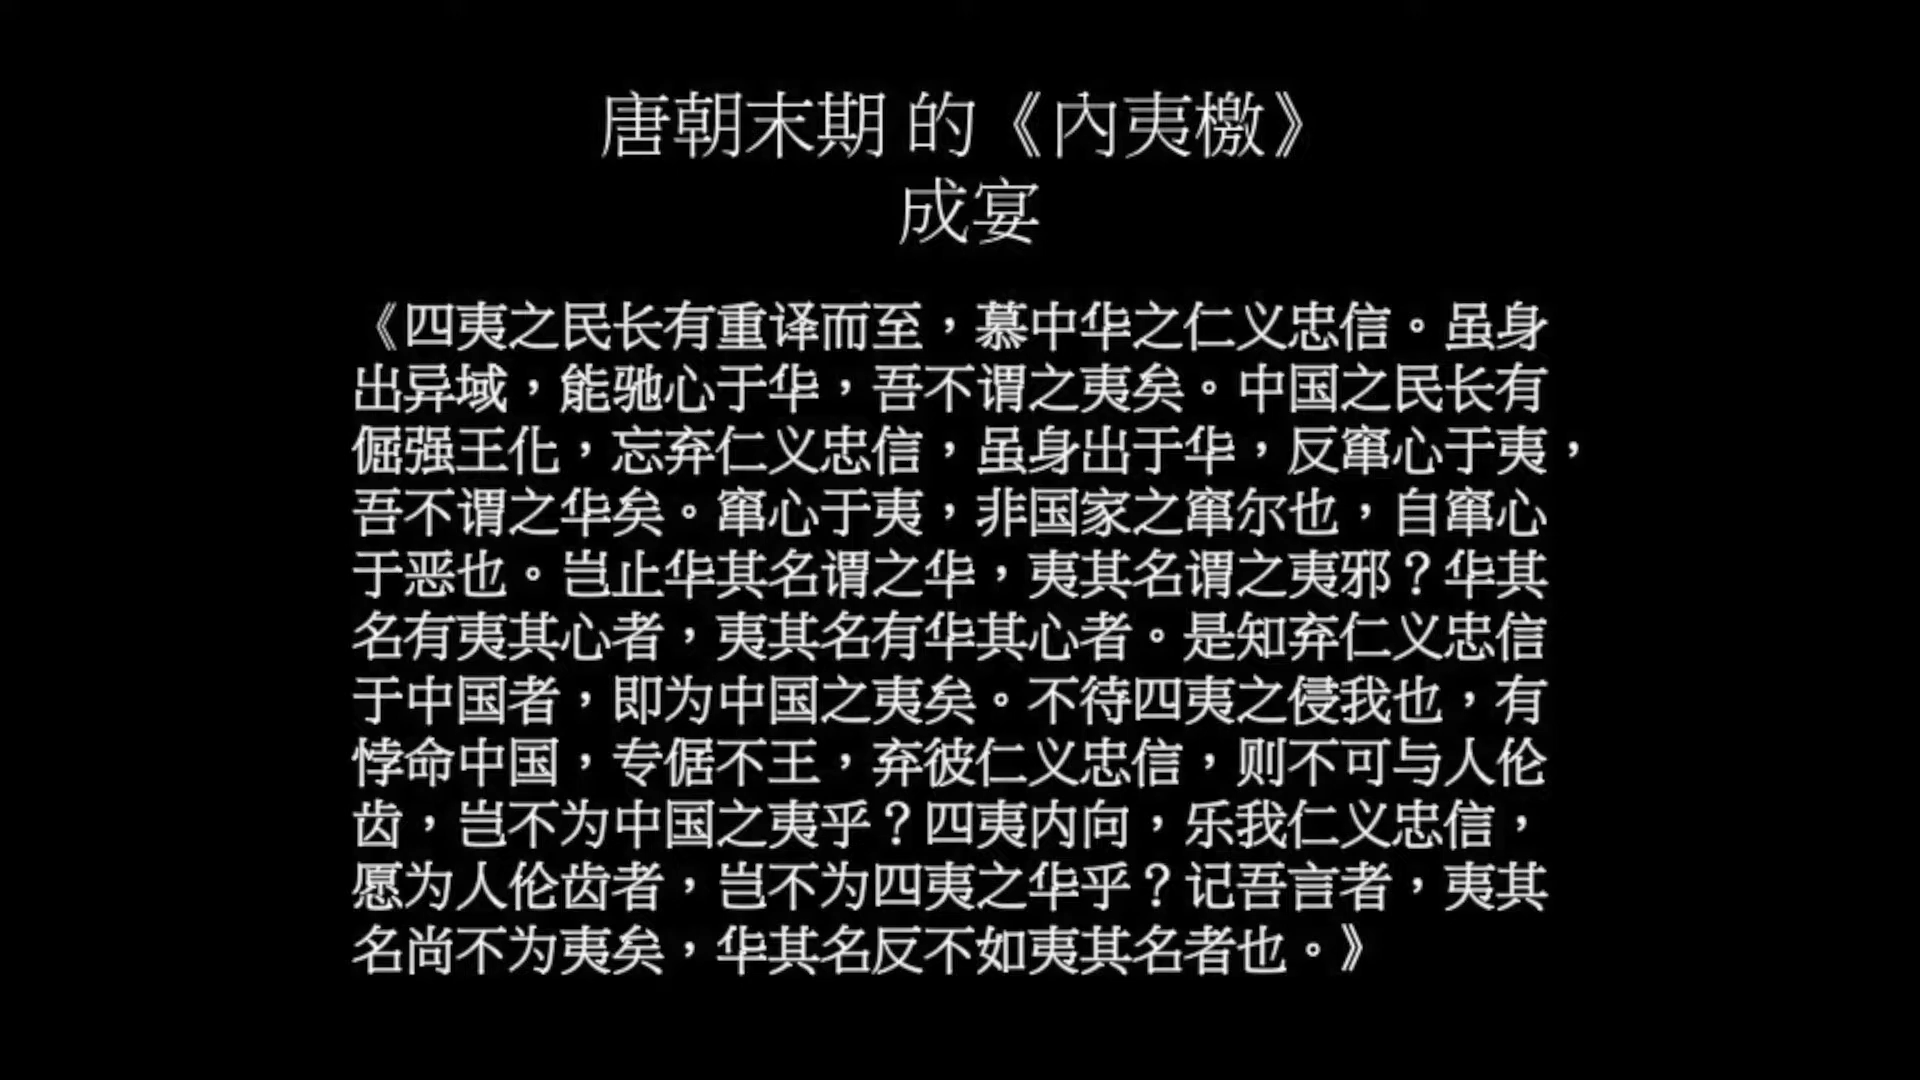 唐朝末期 的《內夷檄》
成宴
《四夷之民长有重译而至，慕中华之仁义忠信。虽身
出异域，能驰心于华，吾不谓之夷矣。中国之民长有
倔强王化，忘弃仁义忠信，虽身出于华，反窜心于夷，
吾不谓之华矣。窜心于夷，非国家之窜尔也，自窜心
于恶也。岂止华其名谓之华，夷其名谓之夷邪？华其
名有夷其心者，夷其名有华其心者。是知弃仁义忠信
于中国者，即为中国之夷矣。不待四夷之侵我也，有
悖命中国，专倨不王，弃彼仁义忠信，则不可与人伦
齿，岂不为中国之夷乎？四夷内向，乐我仁义忠信，
愿为人伦齿者，岂不为四夷之华乎？记吾言者，夷其
名尚不为夷矣，华其名反不如夷其名者也。》